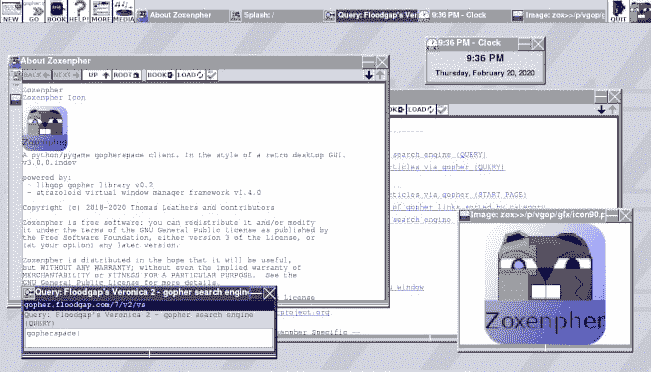 NEW GO BOOK HELP MORE MEDIA
About Zoxenpher
Splash: /
Query: Floodgap's Ver
9:36 PM - Clock
Image: zox>>/p/vgop/
QUIT
About Zoxenpher
BACK NEXT UP ROOT BOOK LOAD
Zoxenpher
Zoxenpher Icon
Zoxenpher
A python/pygame gopherspace client. In the style of a retro desktop GUI.
v3.0.0.indev
powered by:
- libgop gopher library v0.2
- strazoloid virtual window manager framework v1.4.0
Copyright (c) 2018-2020 Thomas Leathers and contributors
Zoxenpher is free software: you can redistribute it and/or modify
it under the terms of the GNU General Public License as published by
the Free Software Foundation, either version 3 of the License, or
(at your option) any later version.
Zoxenpher is distributed in the hope that it will be useful,
but WITHOUT ANY WARRANTY; without even the implied warranty of
MERCHANTABILITY or FITNESS FOR A PARTICULAR PURPOSE. See the
GNU General Public License for more details.
9:36 PM - Clock
9:36 PM
Thursday, February 20, 2020
LOAD
search engine (QUERY)
articles via gopher (QUERY)
articles via gopher (START PAGE)
of gopher links sorted by category
search engine
window
license
project.org
Specific --
Image: zox>>/p/vgop/gfx/icon90.p
Zoxenpher
Query: Floodgap's Veronica 2 - gopher search engin
gopher.floodgap.com/7/v2/vs
Query: Floodgap's Veronica 2 - gopher search engine
(QUERY)
gopherspace|